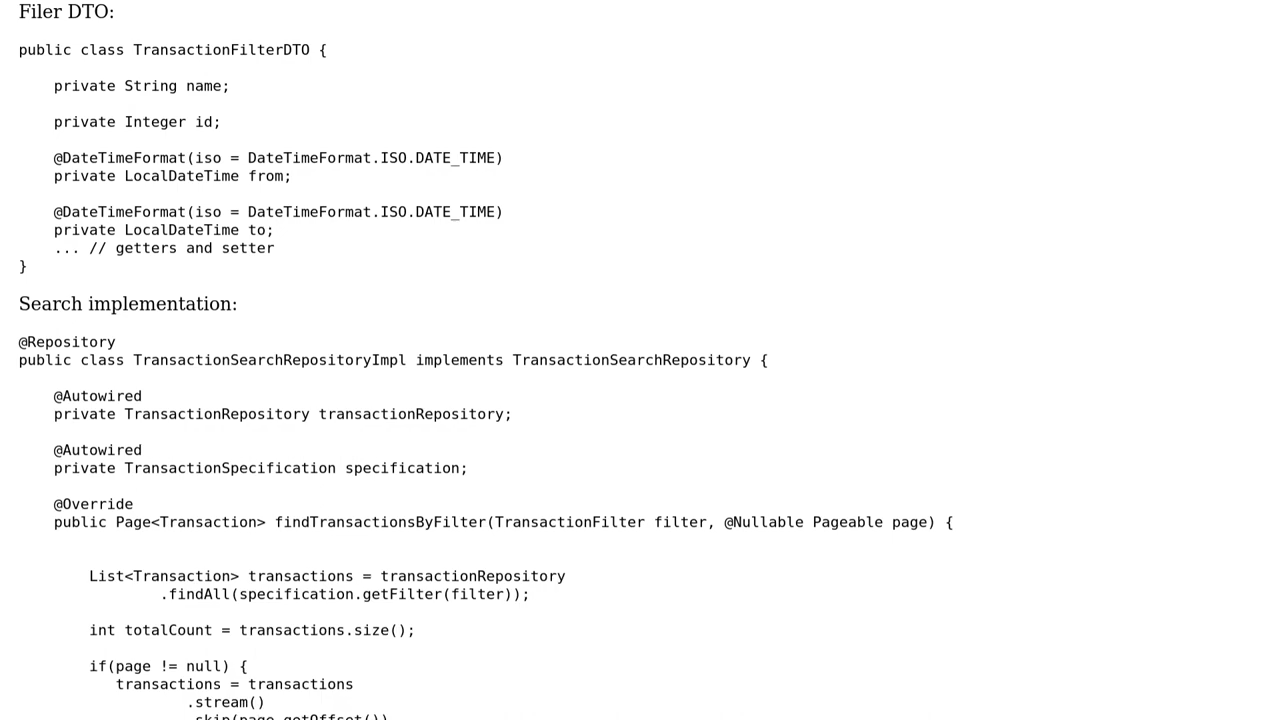 Filer DTO:
public class TransactionFilterDTO {
private String name;
private Integer id;
@DateTimeFormat(iso = DateTimeFormat.ISO.DATE_TIME)
private LocalDateTime from;
@DateTimeFormat(iso = DateTimeFormat.ISO.DATE_TIME)
private LocalDateTime to;
... // getters and setter
}
Search implementation:
@Repository
public class TransactionSearchRepositoryImpl implements TransactionSearchRepository {
@Autowired
private TransactionRepository transactionRepository;
@Autowired
private TransactionSpecification specification;
@Override
public Page<Transaction> findTransactionsByFilter(TransactionFilter filter, @Nullable Pageable page) {
List<Transaction> transactions = transactionRepository
.findAll(specification.getFilter(filter));
int totalCount = transactions.size();
if(page != null) {
transactions = transactions
.stream()
.skip(page.getOffset())